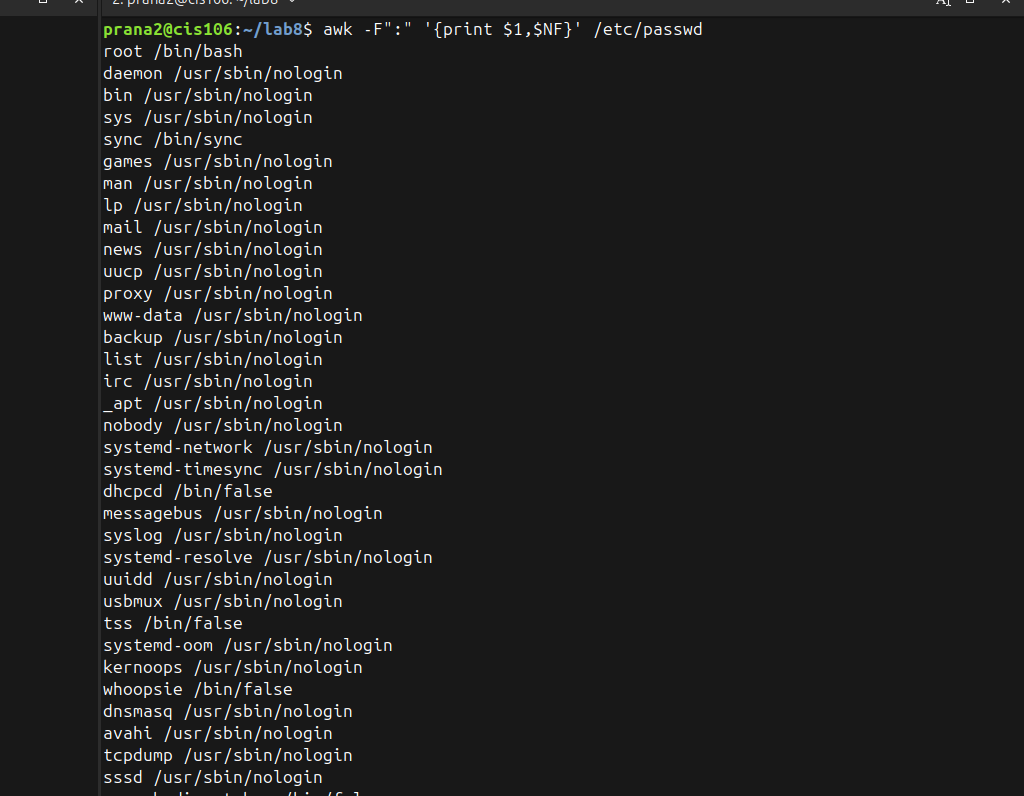 2. prana2@cis106: ~/lab8
prana2@cis106:~/lab8$ awk -F":" '{print $1,$NF}' /etc/passwd
root /bin/bash
daemon /usr/sbin/nologin
bin /usr/sbin/nologin
sys /usr/sbin/nologin
sync /bin/sync
games /usr/sbin/nologin
man /usr/sbin/nologin
lp /usr/sbin/nologin
mail /usr/sbin/nologin
news /usr/sbin/nologin
uucp /usr/sbin/nologin
proxy /usr/sbin/nologin
www-data /usr/sbin/nologin
backup /usr/sbin/nologin
list /usr/sbin/nologin
irc /usr/sbin/nologin
_apt /usr/sbin/nologin
nobody /usr/sbin/nologin
systemd-network /usr/sbin/nologin
systemd-timesync /usr/sbin/nologin
dhcpcd /bin/false
messagebus /usr/sbin/nologin
syslog /usr/sbin/nologin
systemd-resolve /usr/sbin/nologin
uuidd /usr/sbin/nologin
usbmux /usr/sbin/nologin
tss /bin/false
systemd-oom /usr/sbin/nologin
kernoops /usr/sbin/nologin
whoopsie /bin/false
dnsmasq /usr/sbin/nologin
avahi /usr/sbin/nologin
tcpdump /usr/sbin/nologin
sssd /usr/sbin/nologin